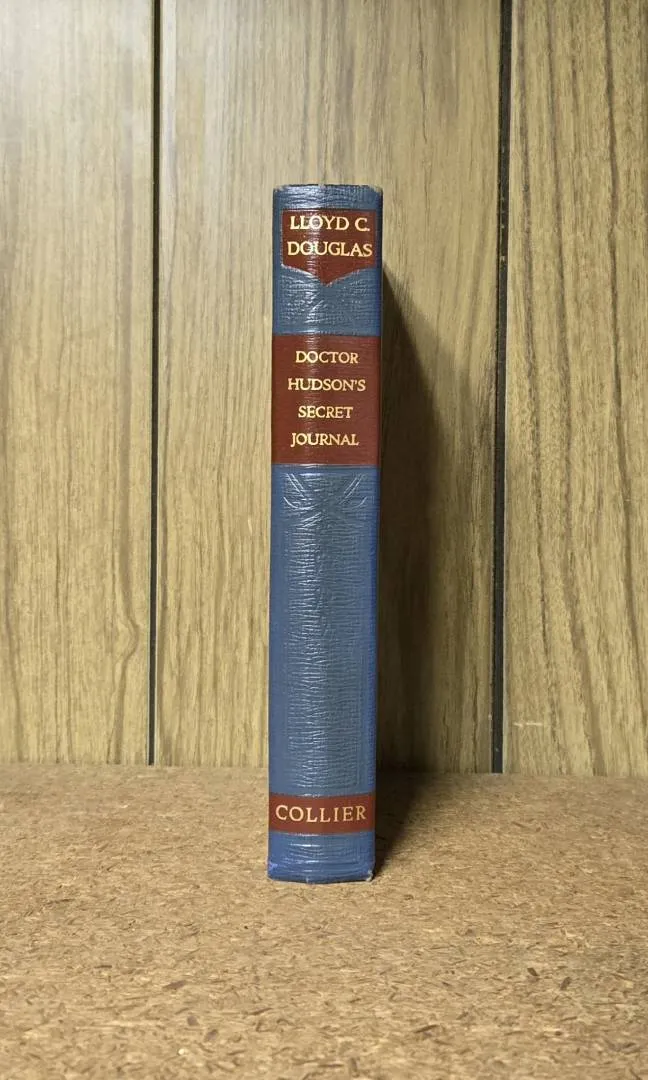 LLOYD C.
DOUGLAS
DOCTOR
HUDSON'S
SECRET
JOURNAL
COLLIER